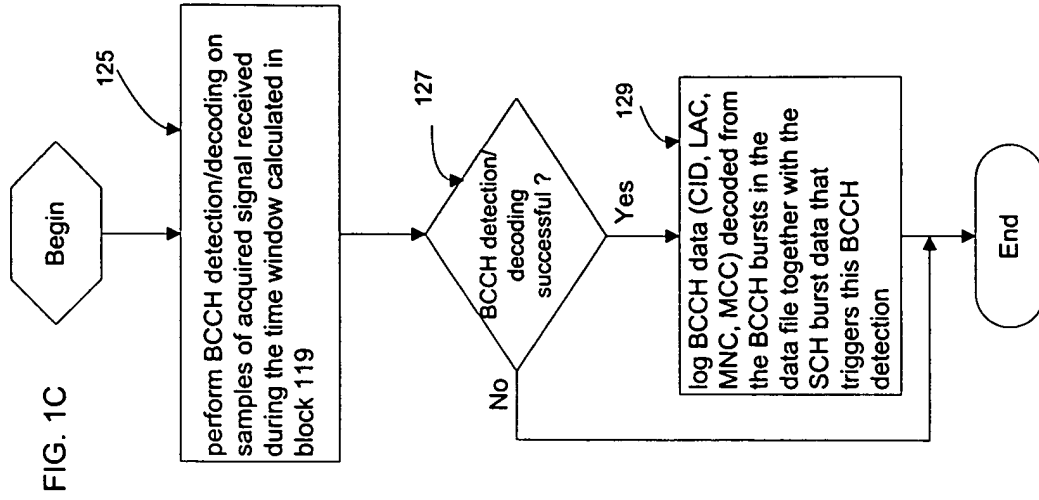 FIG. 1C
Begin
125
perform BCCH detection/decoding on
samples of acquired signal received
during the time window calculated in
block 119
127
BCCH detection/
decoding
successful ?
No
Yes
129
log BCCH data (CID, LAC,
MNC, MCC) decoded from
the BCCH bursts in the
data file together with the
SCH burst data that
triggers this BCCH
detection
End